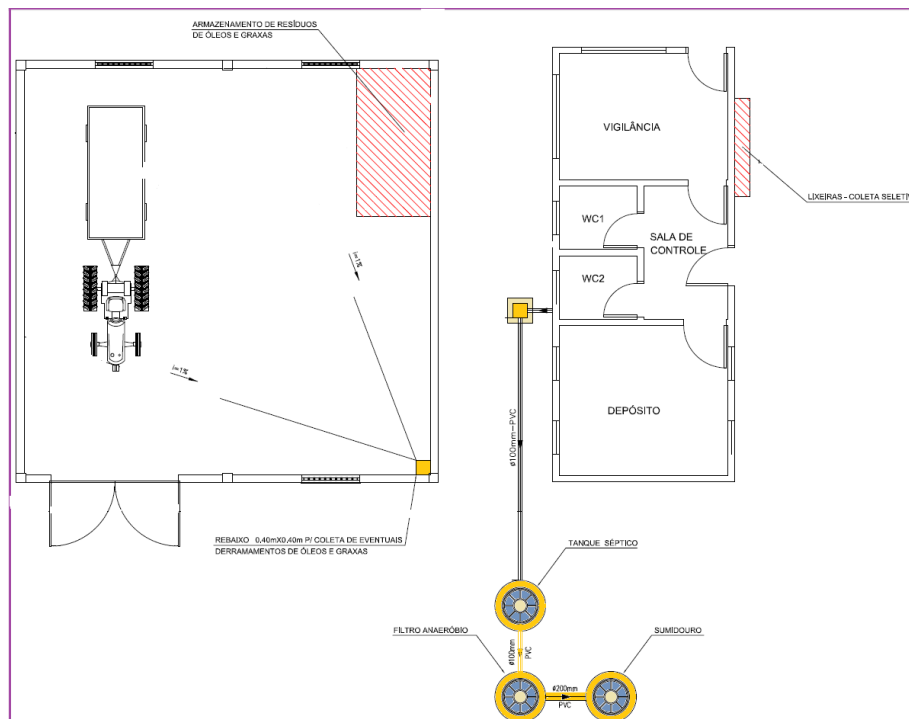 ARMAZENAMENTO DE RESÍDUOS
DE ÓLEOS E GRAXAS
VIGILÂNCIA
LIXEIRAS - COLETA SELETIV
WC1
SALA DE
CONTROLE
WC2
i=1%
i=1%
DEPÓSITO
ø100mm-PVC
REBAIXO 0,40mX0,40m P/ COLETA DE EVENTUAIS
DERRAMAMENTOS DE ÓLEOS E GRAXAS
TANQUE SÉPTICO
FILTRO ANAERÓBIO
SUMIDOURO
ø100mm
PVC
ø200mm
PVC